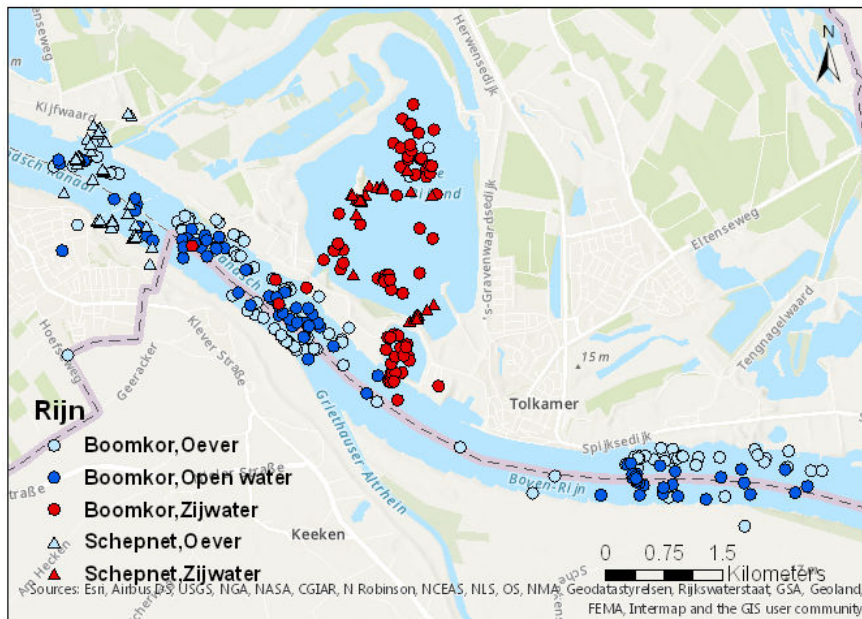 N
Kijfwaard
Herwensedijk
's-Gravenwaardsedijk
Eltenseweg
Tengnagelwaard
15 m
Geeracker
Klever Straße
Griethauser Altrhein
Tolkamer
Spijksedijk
Boven-Rijn
Rijn
Boomkor,Oever
Boomkor,Open water
Boomkor,Zijwater
Schepnet,Oever
Schepnet,Zijwater
Keeken
Am Hecken
0 0.75 1.5
Kilometers
Sources: Esri, Airbus DS, USGS, NGA, NASA, CGIAR, N Robinson, NCEAS, NLS, OS, NMA, Geodatastyrelsen, Rijkswaterstaat, GSA, Geoland,
FEMA, Intermap and the GIS user community